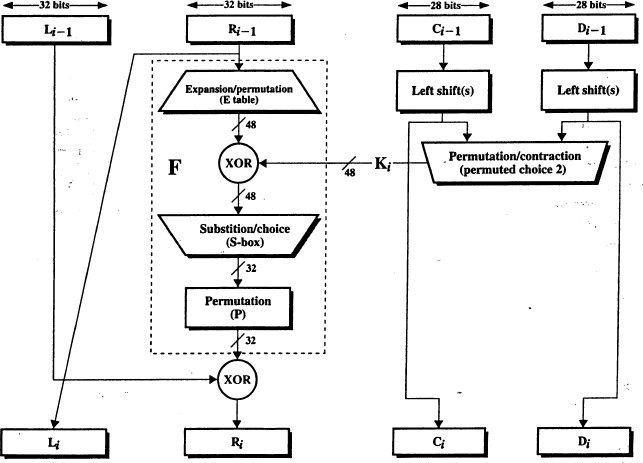 32 bits 32 bits 28 bits 28 bits
Li−1 Ri−1 Ci−1 Di−1
Expansion/permutation
(E table)
Left shift(s) Left shift(s)
48
F XOR 48 Ki
Permutation/contraction
(permuted choice 2)
48
Substition/choice
(S-box)
32
Permutation
(P)
32
XOR
Li Ri Ci Di